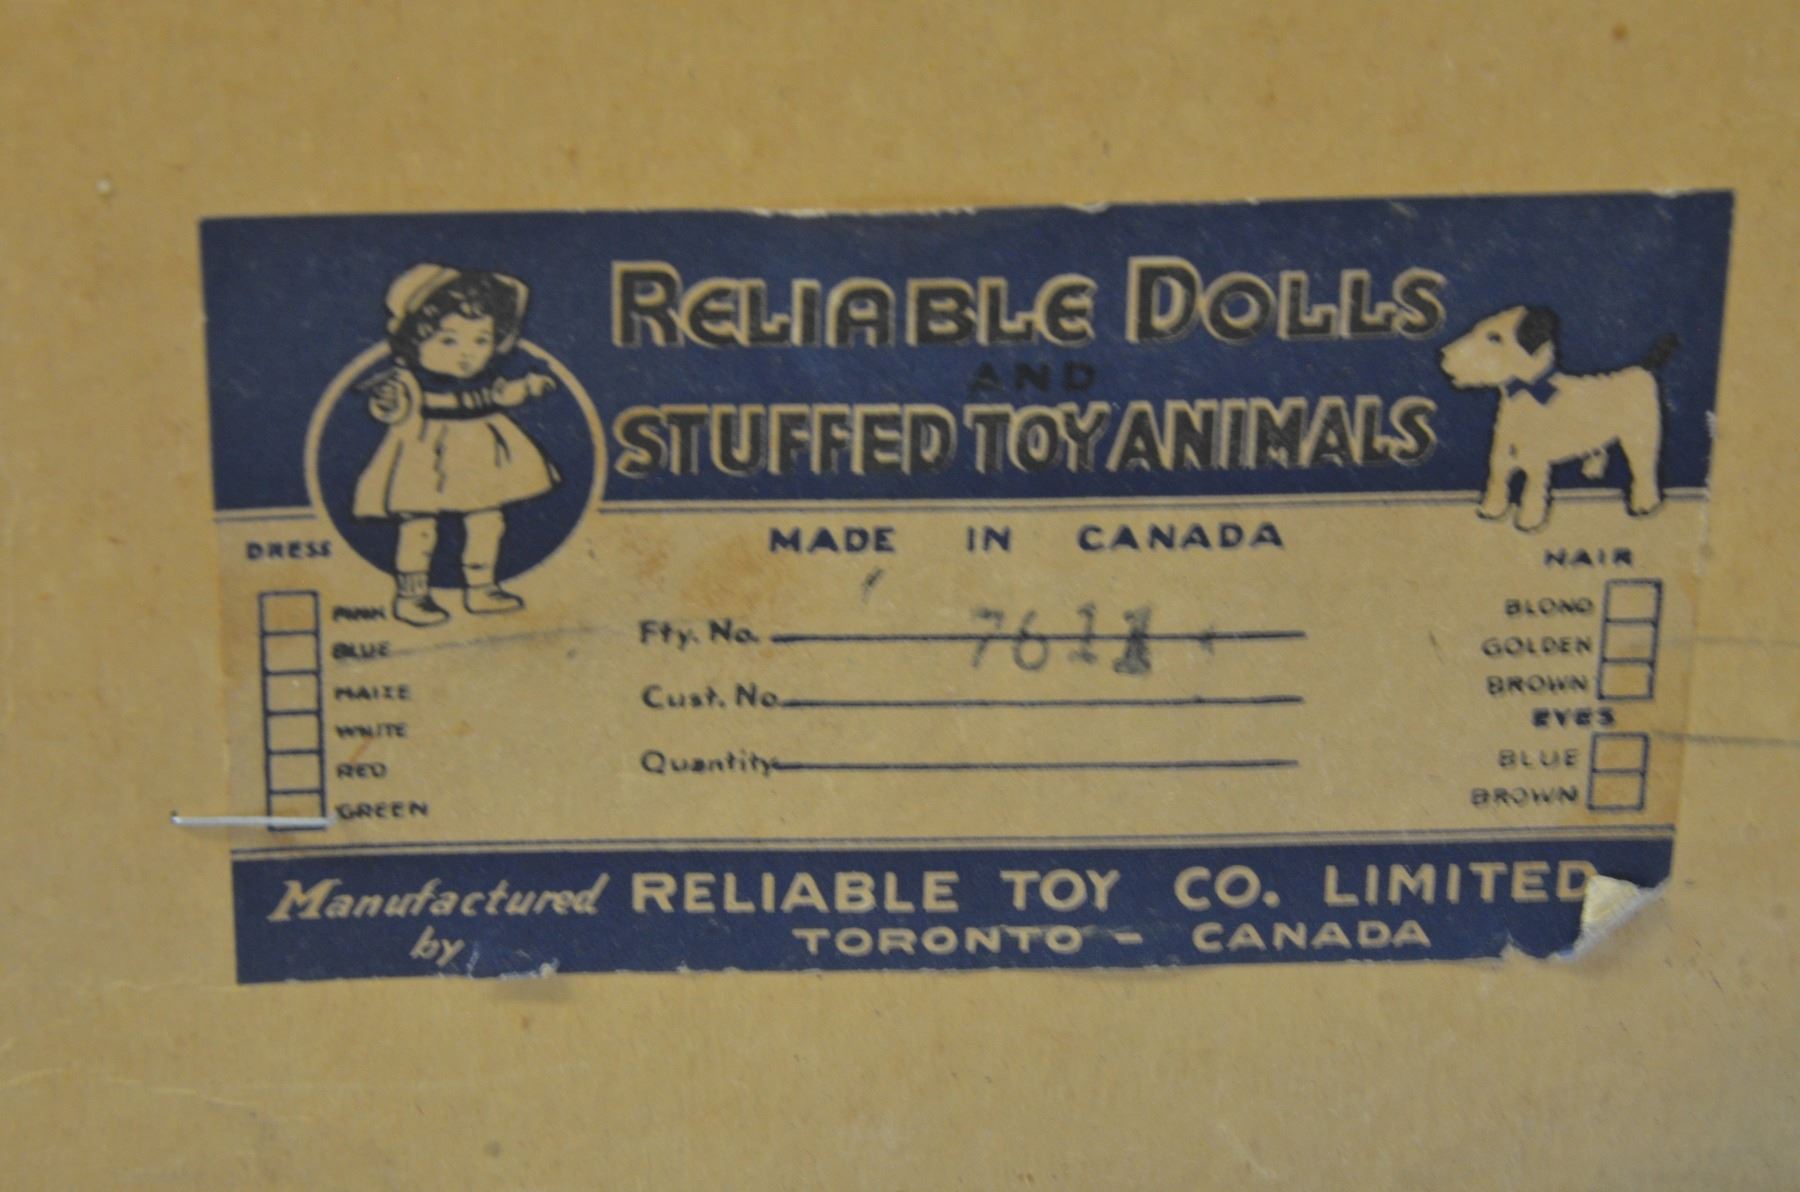 RELIABLE DOLLS
AND
STUFFED TOY ANIMALS
MADE IN CANADA
DRESS
PINK
BLUE
MAIZE
WHITE
RED
GREEN
Fty. No. 7611
Cust. No.
Quantity
HAIR
BLOND
GOLDEN
BROWN
EYES
BLUE
BROWN
Manufactured by
RELIABLE TOY CO. LIMITED
TORONTO - CANADA